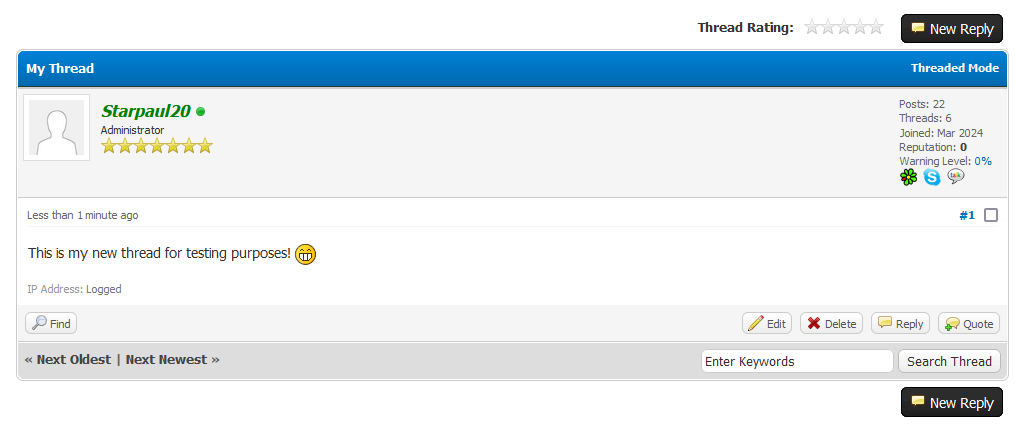 Thread Rating:
New Reply
My Thread
Threaded Mode
Starpaul20
Administrator
Posts: 22
Threads: 6
Joined: Mar 2024
Reputation: 0
Warning Level: 0%
Less than 1 minute ago
#1
This is my new thread for testing purposes!
IP Address: Logged
Find
Edit
Delete
Reply
Quote
« Next Oldest | Next Newest »
Enter Keywords
Search Thread
New Reply